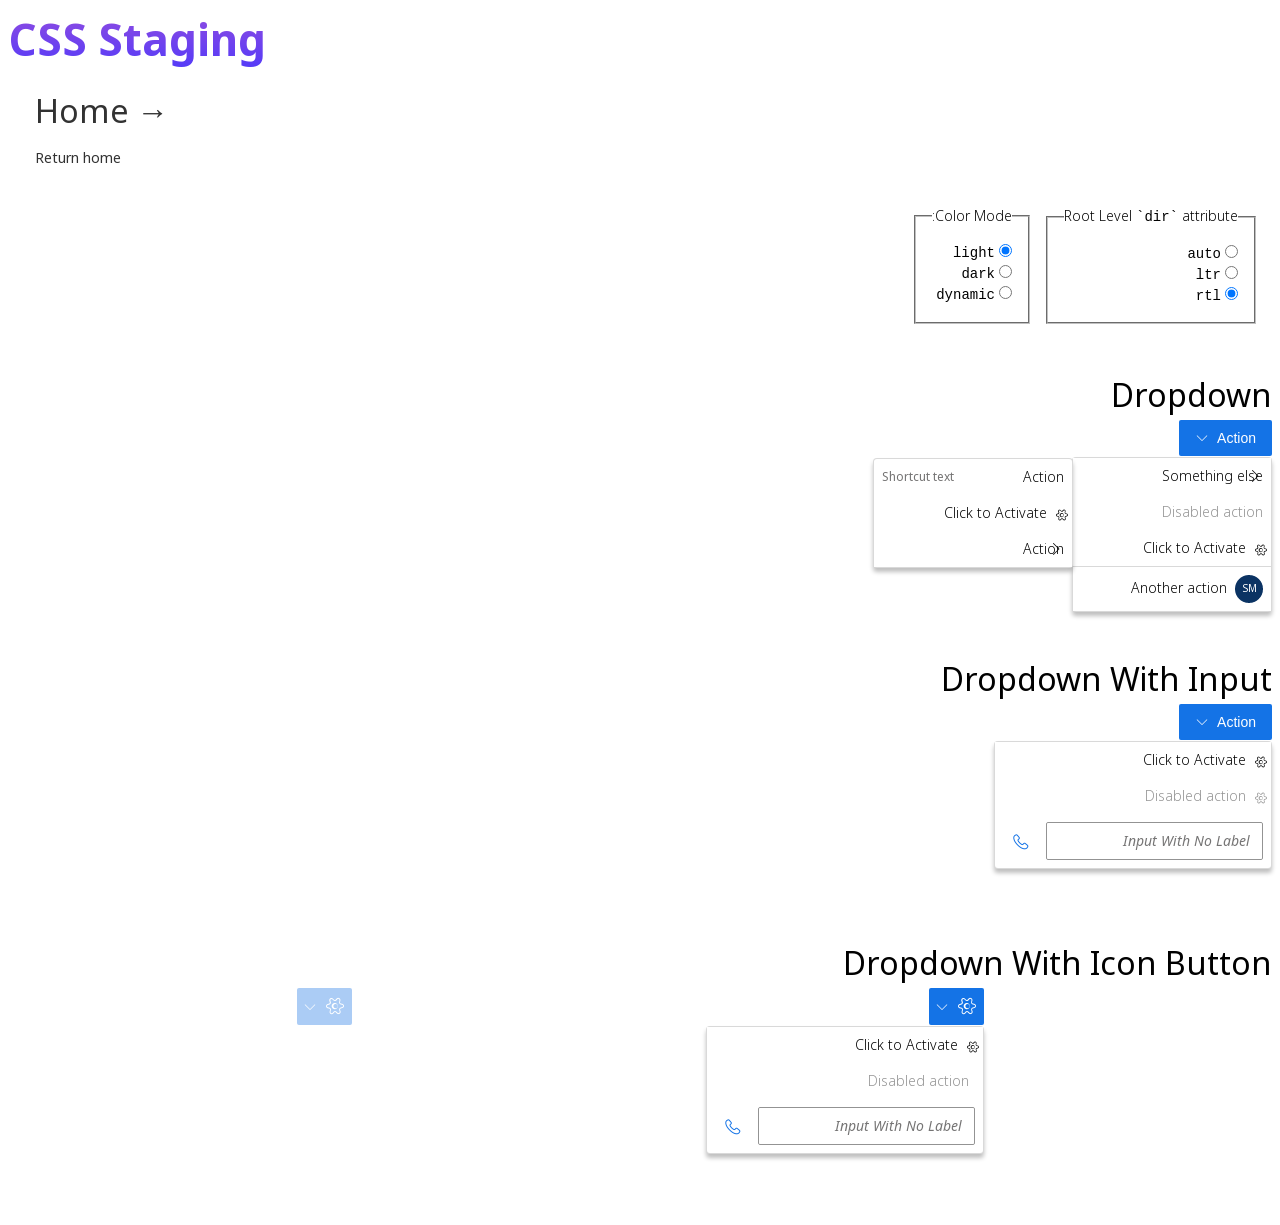 CSS Staging
Home →
Return home
:Color Mode
light
dark
dynamic
Root Level `dir` attribute
auto
ltr
rtl
Dropdown
Action
Something else
Disabled action
Click to Activate
Another action
SM
Action
Shortcut text
Click to Activate
Action
Dropdown With Input
Action
Click to Activate
Disabled action
Input With No Label
Dropdown With Icon Button
Click to Activate
Disabled action
Input With No Label